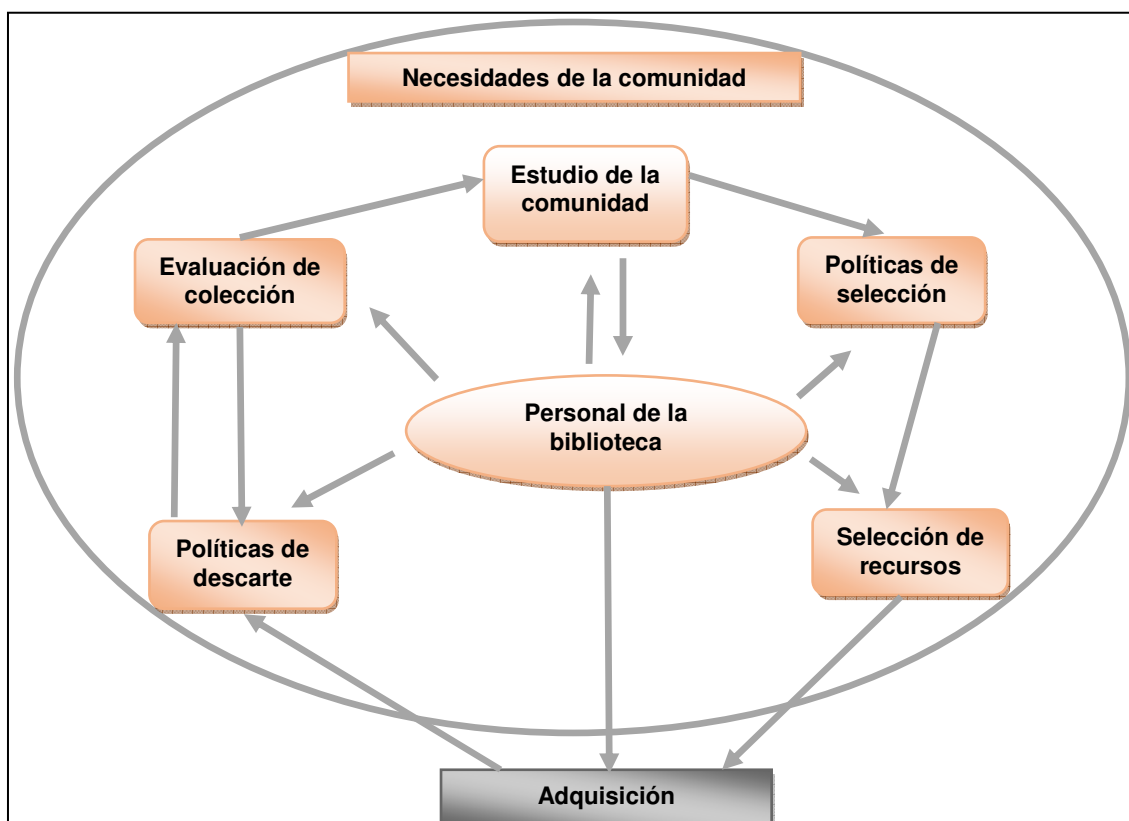 Necesidades de la comunidad
Estudio de la
comunidad
Evaluación de
colección
Políticas de
selección
Personal de la
biblioteca
Políticas de
descarte
Selección de
recursos
Adquisición